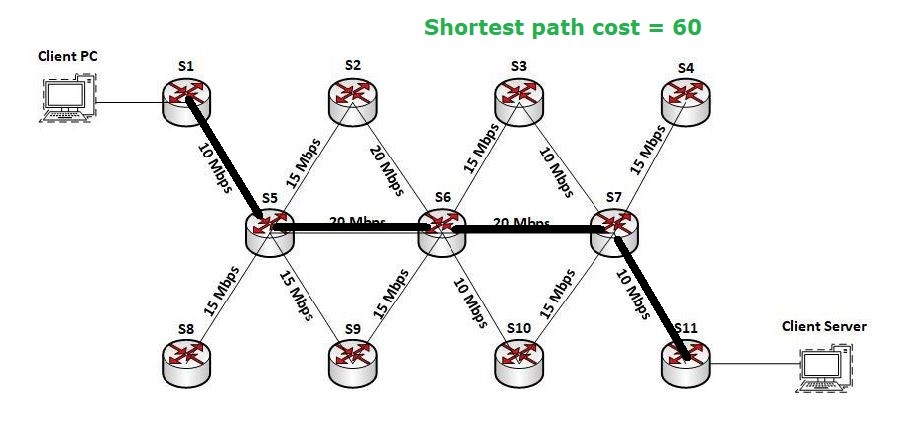 Shortest path cost = 60
Client PC
S1
S2
S3
S4
10 Mbps
15 Mbps
20 Mbps
15 Mbps
10 Mbps
15 Mbps
S5
S6
S7
20 Mbps
20 Mbps
15 Mbps
15 Mbps
15 Mbps
10 Mbps
15 Mbps
10 Mbps
S8
S9
S10
S11
Client Server